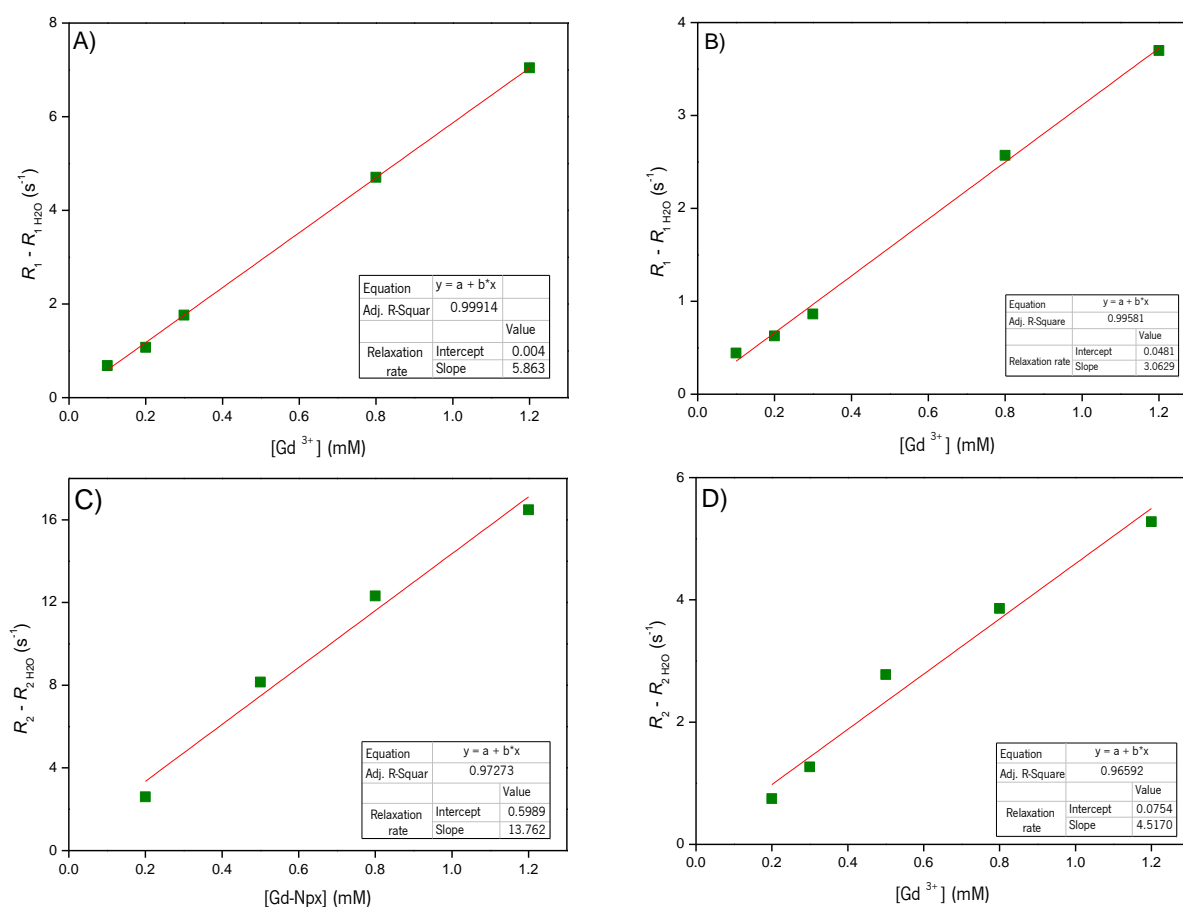 A)
8
6
4
2
0
R1 - R1 H2O (s-1)
Equation y = a + b*x
Adj. R-Squar 0.99914
Value
Relaxation rate Intercept 0.004
Slope 5.863
0.0 0.2 0.4 0.6 0.8 1.0 1.2
[Gd 3+] (mM)
B)
4
3
2
1
0
R1 - R1 H2O (s-1)
Equation y = a + b*x
Adj. R-Square 0.99581
Value
Relaxation rate Intercept 0.0481
Slope 3.0629
0.0 0.2 0.4 0.6 0.8 1.0 1.2
[Gd 3+] (mM)
C)
16
12
8
4
0
R2 - R2 H2O (s-1)
Equation y = a + b*x
Adj. R-Squar 0.97273
Value
Relaxation rate Intercept 0.5989
Slope 13.762
0.0 0.2 0.4 0.6 0.8 1.0 1.2
[Gd-Npx] (mM)
D)
6
4
2
0
R2 - R2 H2O (s-1)
Equation y = a + b*x
Adj. R-Square 0.96592
Value
Relaxation rate Intercept 0.0754
Slope 4.5170
0.0 0.2 0.4 0.6 0.8 1.0 1.2
[Gd 3+] (mM)